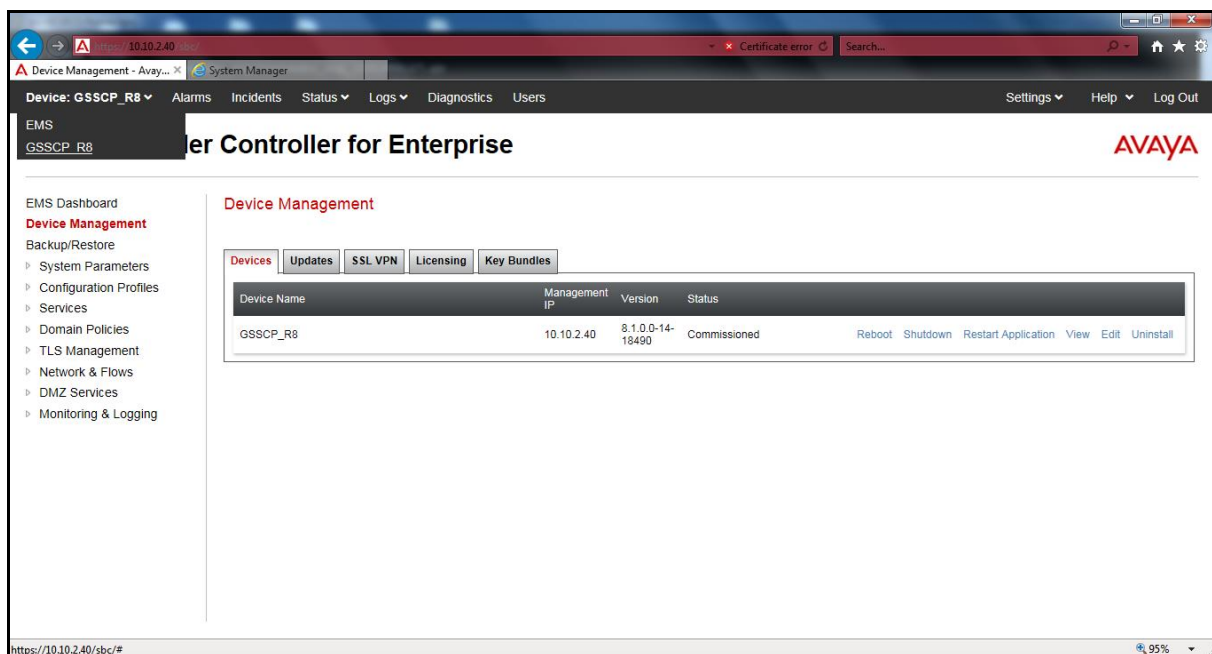 https://10.10.2.40/sbc/
Certificate error
Search...
Device Management - Avay...
System Manager
Device: GSSCP_R8 Alarms Incidents Status Logs Diagnostics Users Settings Help Log Out
EMS
GSSCP_R8
der Controller for Enterprise
AVAYA
EMS Dashboard
Device Management
Backup/Restore
System Parameters
Configuration Profiles
Services
Domain Policies
TLS Management
Network & Flows
DMZ Services
Monitoring & Logging
Device Management
Devices Updates SSL VPN Licensing Key Bundles
Device Name Management IP Version Status
GSSCP_R8 10.10.2.40 8.1.0.0-14-18490 Commissioned Reboot Shutdown Restart Application View Edit Uninstall
https://10.10.2.40/sbc/#
95%